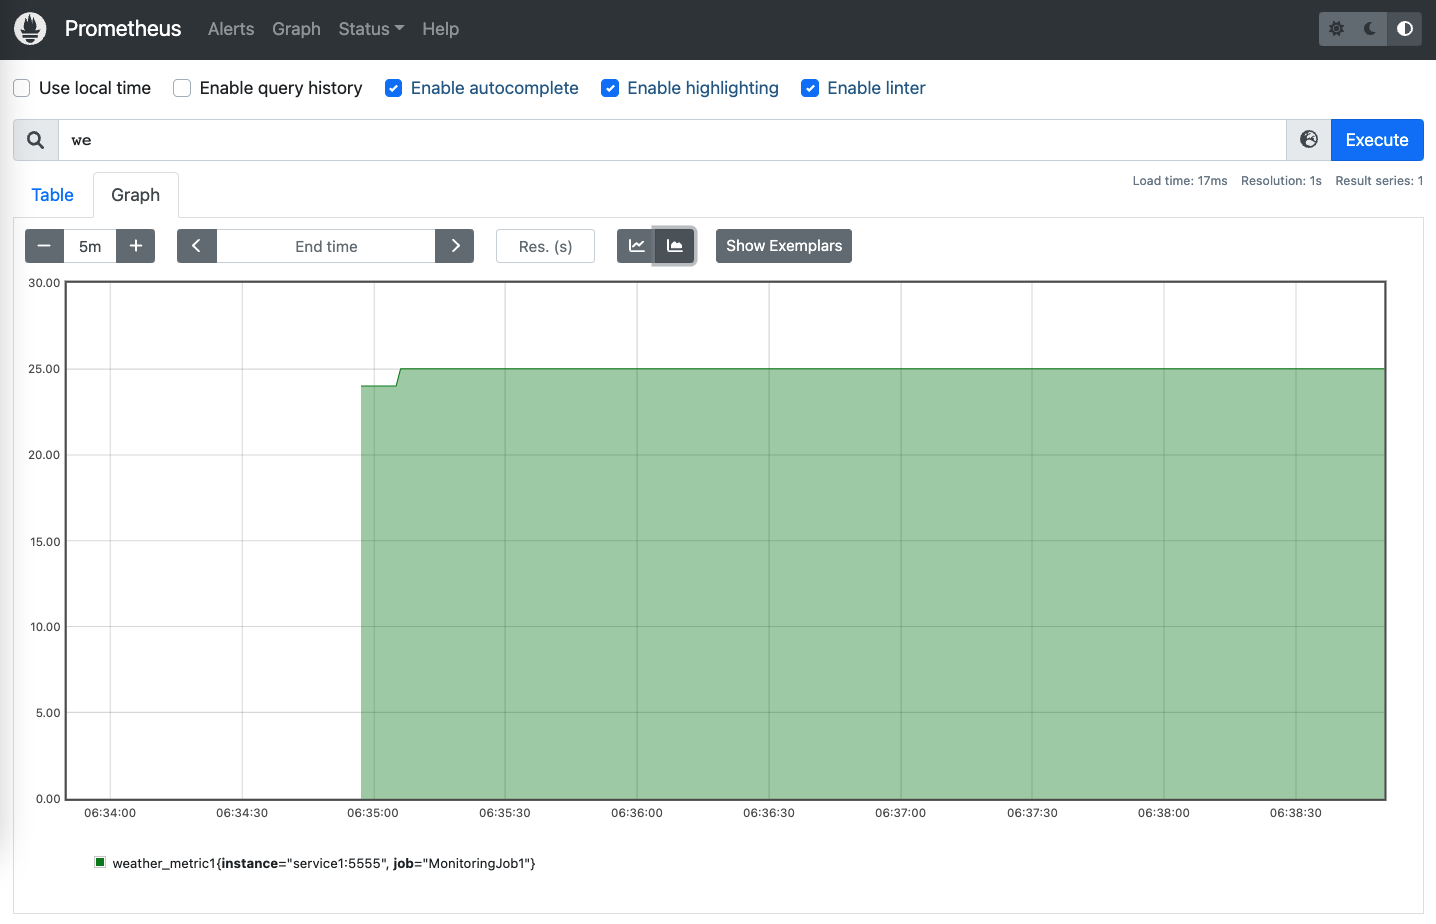 Prometheus Alerts Graph Status Help
Use local time Enable query history Enable autocomplete Enable highlighting Enable linter
we Execute
Table Graph Load time: 17ms Resolution: 1s Result series: 1
5m End time Res. (s) Show Exemplars
30.00
25.00
20.00
15.00
10.00
5.00
0.00
06:34:00 06:34:30 06:35:00 06:35:30 06:36:00 06:36:30 06:37:00 06:37:30 06:38:00 06:38:30
weather_metric1{instance="service1:5555", job="MonitoringJob1"}